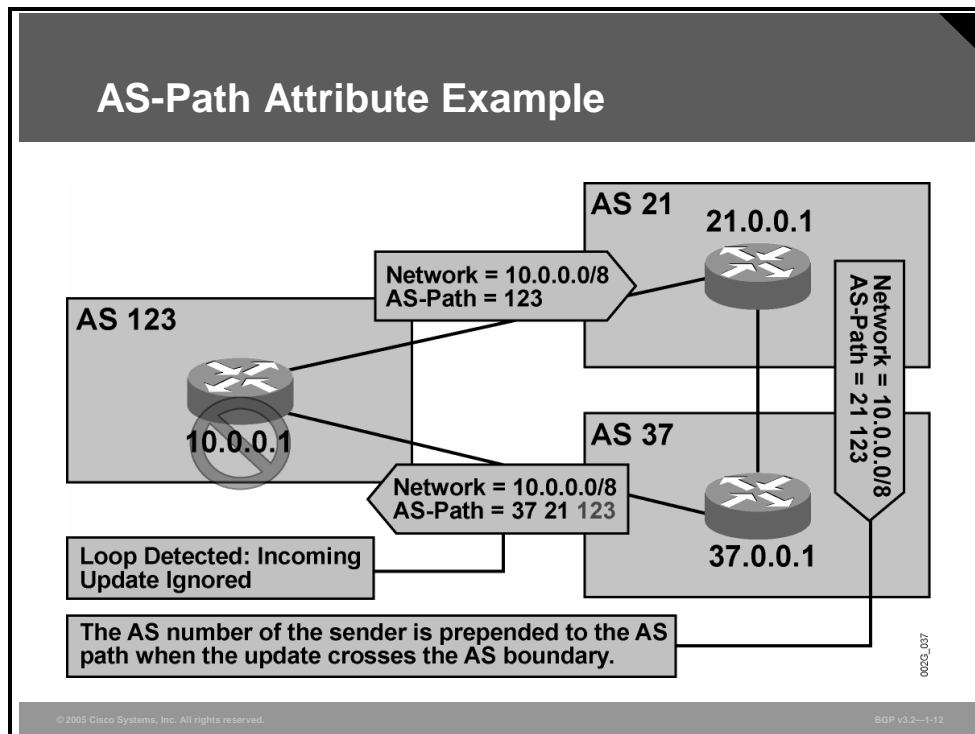 AS-Path Attribute Example
AS 21
21.0.0.1
Network = 10.0.0.0/8
AS-Path = 123
AS 123
10.0.0.1
Network = 10.0.0.0/8
AS-Path = 21 123
AS 37
37.0.0.1
Network = 10.0.0.0/8
AS-Path = 37 21 123
Loop Detected: Incoming
Update Ignored
The AS number of the sender is prepended to the AS
path when the update crosses the AS boundary.
002G_037
© 2005 Cisco Systems, Inc. All rights reserved.
BGP v3.2—1-12